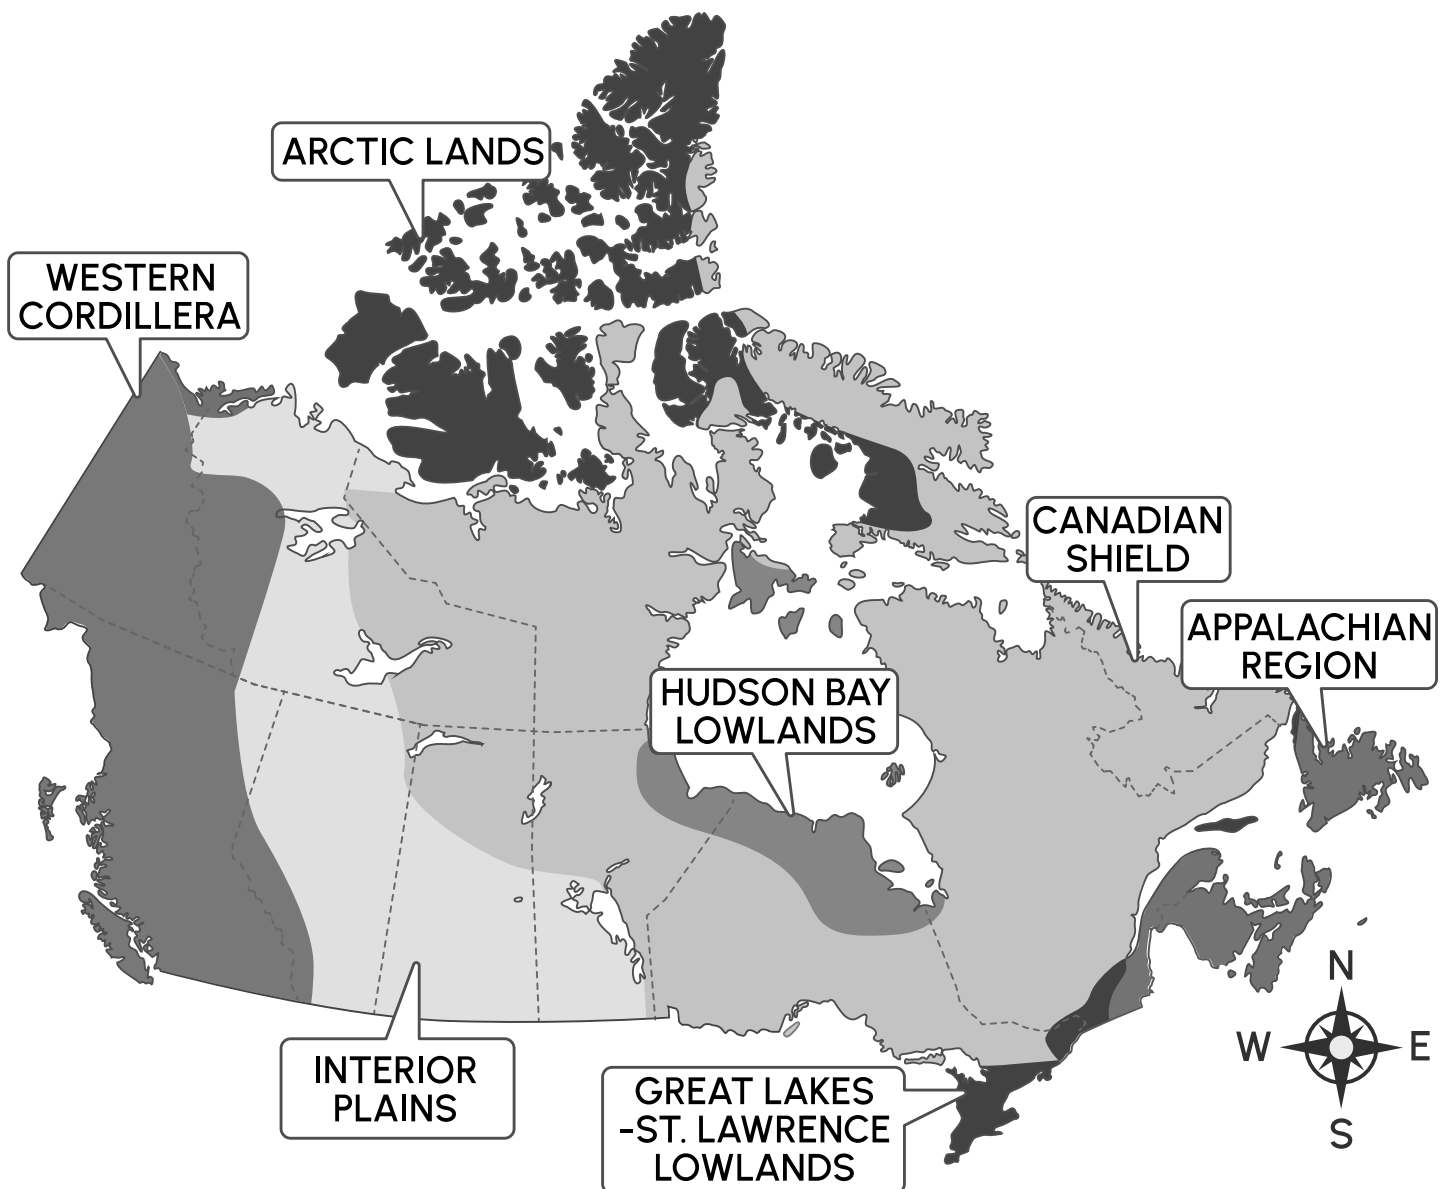 ARCTIC LANDS
WESTERN
CORDILLERA
CANADIAN
SHIELD
APPALACHIAN
REGION
HUDSON BAY
LOWLANDS
INTERIOR
PLAINS
GREAT LAKES
-ST. LAWRENCE
LOWLANDS
N
W E
S